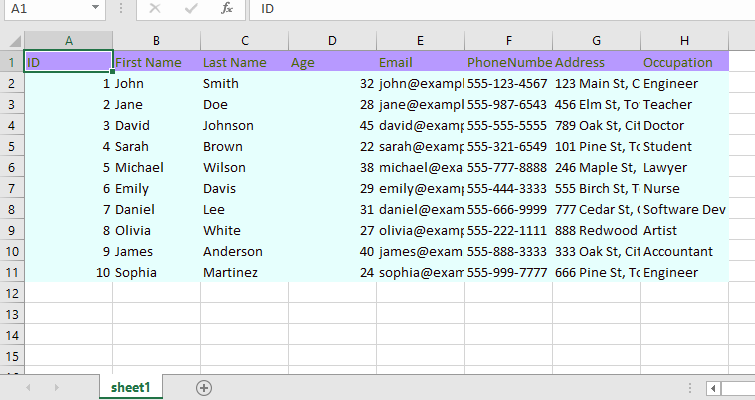 A1 fx ID
A B C D E F G H
1 ID First Name Last Name Age Email PhoneNumbe Address Occupation
2 1 John Smith 32 john@exampl 555-123-4567 123 Main St, C Engineer
3 2 Jane Doe 28 jane@exampl 555-987-6543 456 Elm St, To Teacher
4 3 David Johnson 45 david@examp 555-555-5555 789 Oak St, Cit Doctor
5 4 Sarah Brown 22 sarah@examp 555-321-6549 101 Pine St, To Student
6 5 Michael Wilson 38 michael@exa 555-777-8888 246 Maple St, Lawyer
7 6 Emily Davis 29 emily@examp 555-444-3333 555 Birch St, T Nurse
8 7 Daniel Lee 31 daniel@exam 555-666-9999 777 Cedar St, Software Dev
9 8 Olivia White 27 olivia@examp 555-222-1111 888 Redwood Artist
10 9 James Anderson 40 james@exam 555-888-3333 333 Oak St, Cit Accountant
11 10 Sophia Martinez 24 sophia@exam 555-999-7777 666 Pine St, To Engineer
12
13
14
15
sheet1